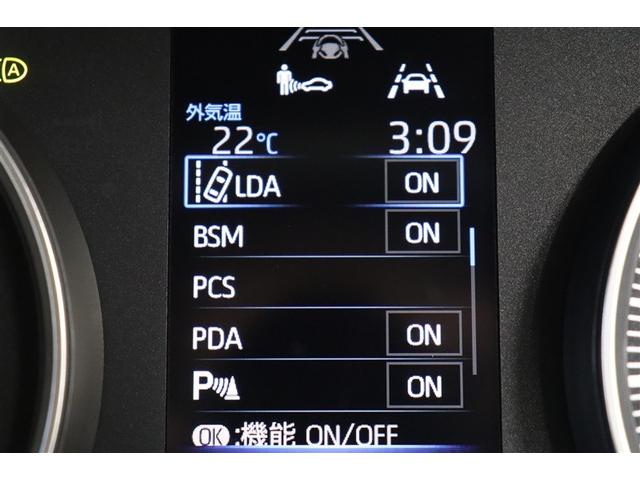 A
外気温
22℃ 3:09
LDA ON
BSM ON
PCS
PDA ON
P ON
OK:機能 ON/OFF